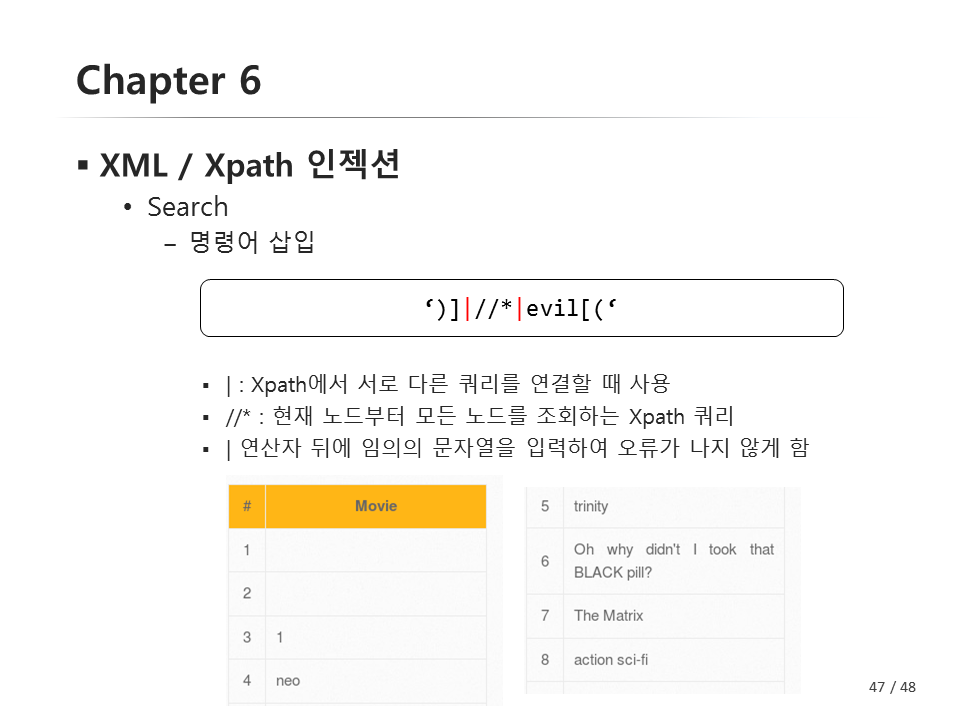 Chapter 6
▪ XML / Xpath 인젝션
• Search
– 명령어 삽입
‘)]|//*|evil[(‘
▪ | : Xpath에서 서로 다른 쿼리를 연결할 때 사용
▪ //* : 현재 노드부터 모든 노드를 조회하는 Xpath 쿼리
▪ | 연산자 뒤에 임의의 문자열을 입력하여 오류가 나지 않게 함
# Movie
1
2
3 1
4 neo
5 trinity
6 Oh why didn't I took that
BLACK pill?
7 The Matrix
8 action sci-fi
47 / 48